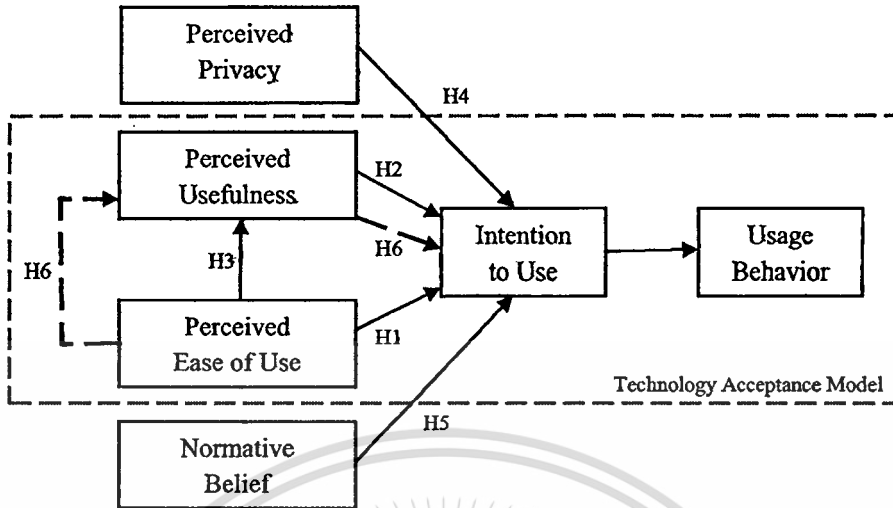 Perceived
Privacy
H4
Perceived
Usefulness
H2
H6
H3
H6
Intention
to Use
Usage
Behavior
Perceived
Ease of Use
H1
Technology Acceptance Model
H5
Normative
Belief